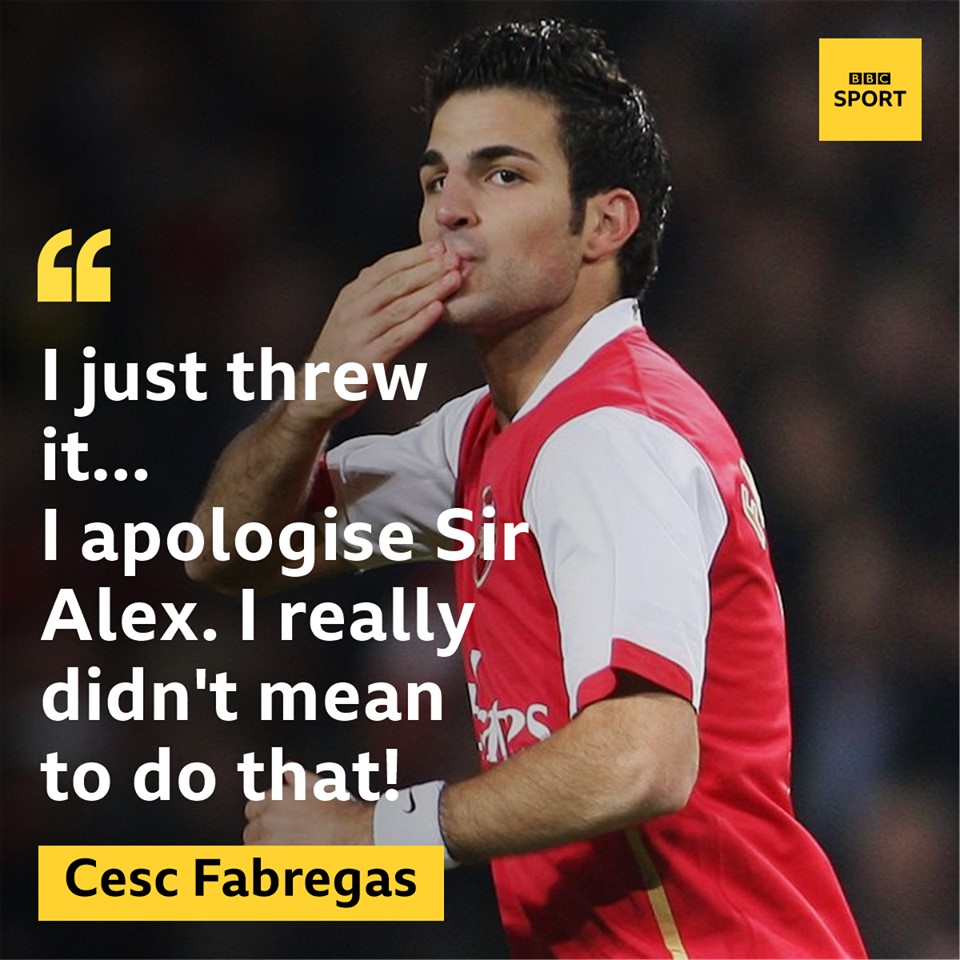 BBC
SPORT
“
I just threw
it...
I apologise Sir
Alex. I really
didn't mean
to do that!
Cesc Fabregas